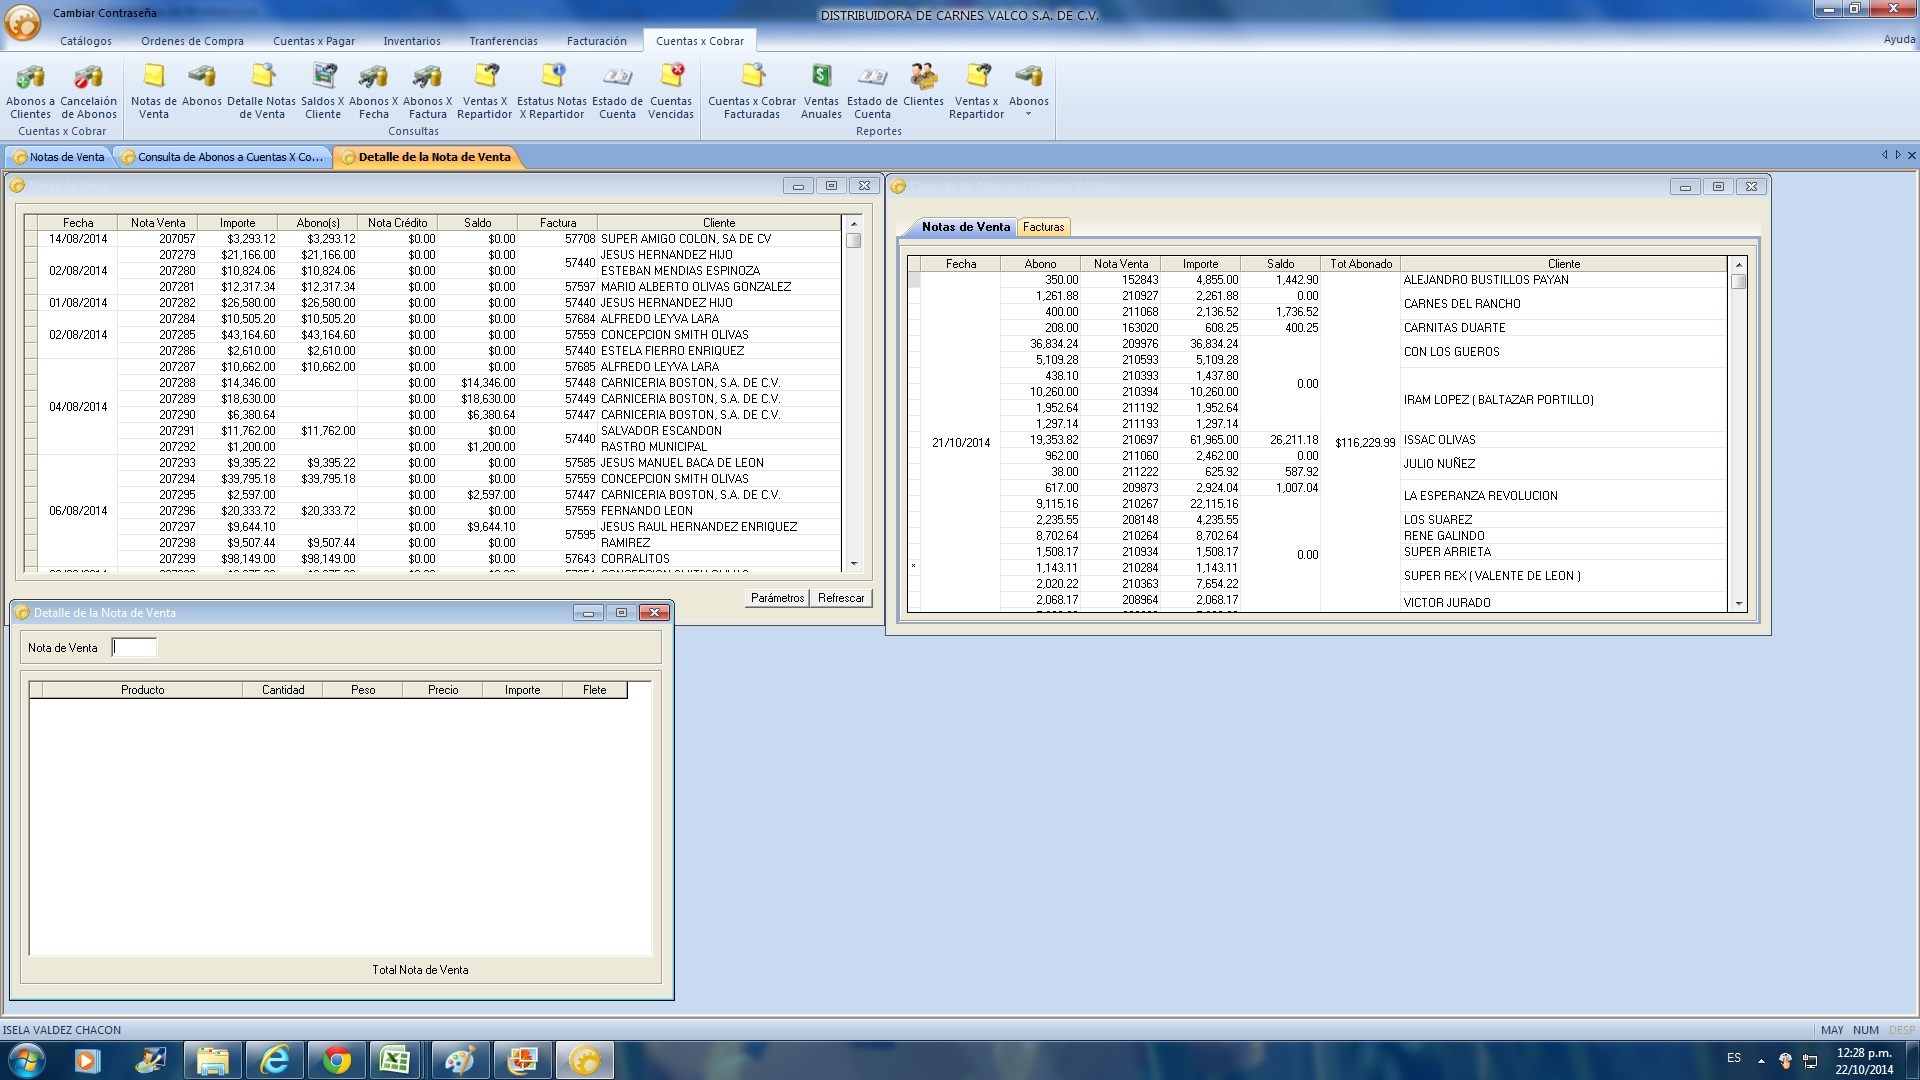 Cambiar Contraseña
DISTRIBUIDORA DE CARNES VALCO S.A. DE C.V.
Catálogos Ordenes de Compra Cuentas x Pagar Inventarios Tranferencias Facturación Cuentas x Cobrar Ayuda
Abonos a Clientes
Cancelaión de Abonos
Notas de Venta
Abonos
Detalle Notas de Venta
Saldos X Cliente
Abonos X Fecha
Abonos X Factura
Ventas X Repartidor
Estatus Notas X Repartidor
Estado de Cuenta
Cuentas Vencidas
Cuentas x Cobrar Facturadas
Ventas Anuales
Estado de Cuenta
Clientes
Ventas x Repartidor
Abonos
Cuentas x Cobrar Consultas Reportes
Notas de Venta Consulta de Abonos a Cuentas X Co... Detalle de la Nota de Venta
Fecha Nota Venta Importe Abono(s) Nota Crédito Saldo Factura Cliente
14/08/2014 207057 $3,293.12 $3,293.12 $0.00 $0.00 57708 SUPER AMIGO COLON, SA DE CV
207279 $21,166.00 $21,166.00 $0.00 $0.00 57440 JESUS HERNANDEZ HIJO
02/08/2014 207280 $10,824.06 $10,824.06 $0.00 $0.00 ESTEBAN MENDIAS ESPINOZA
207281 $12,317.34 $12,317.34 $0.00 $0.00 57597 MARIO ALBERTO OLIVAS GONZALEZ
01/08/2014 207282 $26,580.00 $26,580.00 $0.00 $0.00 57440 JESUS HERNANDEZ HIJO
207284 $10,505.20 $10,505.20 $0.00 $0.00 57684 ALFREDO LEYVA LARA
02/08/2014 207285 $43,164.60 $43,164.60 $0.00 $0.00 57559 CONCEPCION SMITH OLIVAS
207286 $2,610.00 $2,610.00 $0.00 $0.00 57440 ESTELA FIERRO ENRIQUEZ
207287 $10,662.00 $10,662.00 $0.00 $0.00 57685 ALFREDO LEYVA LARA
207288 $14,346.00 $0.00 $14,346.00 57448 CARNICERIA BOSTON, S.A. DE C.V.
207289 $18,630.00 $0.00 $18,630.00 57449 CARNICERIA BOSTON, S.A. DE C.V.
04/08/2014 207290 $6,380.64 $0.00 $6,380.64 57447 CARNICERIA BOSTON, S.A. DE C.V.
207291 $11,762.00 $11,762.00 $0.00 $0.00 57440 SALVADOR ESCANDON
207292 $1,200.00 $0.00 $1,200.00 RASTRO MUNICIPAL
207293 $9,395.22 $9,395.22 $0.00 $0.00 57585 JESUS MANUEL BACA DE LEON
207294 $39,795.18 $39,795.18 $0.00 $0.00 57559 CONCEPCION SMITH OLIVAS
207295 $2,597.00 $0.00 $2,597.00 57447 CARNICERIA BOSTON, S.A. DE C.V.
06/08/2014 207296 $20,333.72 $20,333.72 $0.00 $0.00 57559 FERNANDO LEON
207297 $9,644.10 $0.00 $9,644.10 57595 JESUS RAUL HERNANDEZ ENRIQUEZ
207298 $9,507.44 $9,507.44 $0.00 $0.00 RAMIREZ
207299 $98,149.00 $98,149.00 $0.00 $0.00 57643 CORRALITOS
Parámetros Refrescar
Notas de Venta Facturas
Fecha Abono Nota Venta Importe Saldo Tot Abonado Cliente
350.00 152843 4,855.00 1,442.90 ALEJANDRO BUSTILLOS PAYAN
1,261.88 210927 2,261.88 0.00 CARNES DEL RANCHO
400.00 211068 2,136.52 1,736.52
208.00 163020 608.25 400.25 CARNITAS DUARTE
36,834.24 209976 36,834.24 CON LOS GUEROS
5,109.28 210593 5,109.28
438.10 210393 1,437.80 0.00
10,260.00 210394 10,260.00 IRAM LOPEZ ( BALTAZAR PORTILLO)
1,952.64 211192 1,952.64
1,297.14 211193 1,297.14
21/10/2014 19,353.82 210697 61,965.00 26,211.18 $116,229.99 ISSAC OLIVAS
962.00 211060 2,462.00 0.00 JULIO NUÑEZ
38.00 211222 625.92 587.92
617.00 209873 2,924.04 1,007.04 LA ESPERANZA REVOLUCION
9,115.16 210267 22,115.16
2,235.55 208148 4,235.55 LOS SUAREZ
8,702.64 210264 8,702.64 RENE GALINDO
1,508.17 210934 1,508.17 0.00 SUPER ARRIETA
* 1,143.11 210284 1,143.11 SUPER REX ( VALENTE DE LEON )
2,020.22 210363 7,654.22
2,068.17 208964 2,068.17 VICTOR JURADO
Detalle de la Nota de Venta
Nota de Venta
Producto Cantidad Peso Precio Importe Flete
Total Nota de Venta
ISELA VALDEZ CHACON MAY NUM DESP
ES 12:28 p.m.
22/10/2014